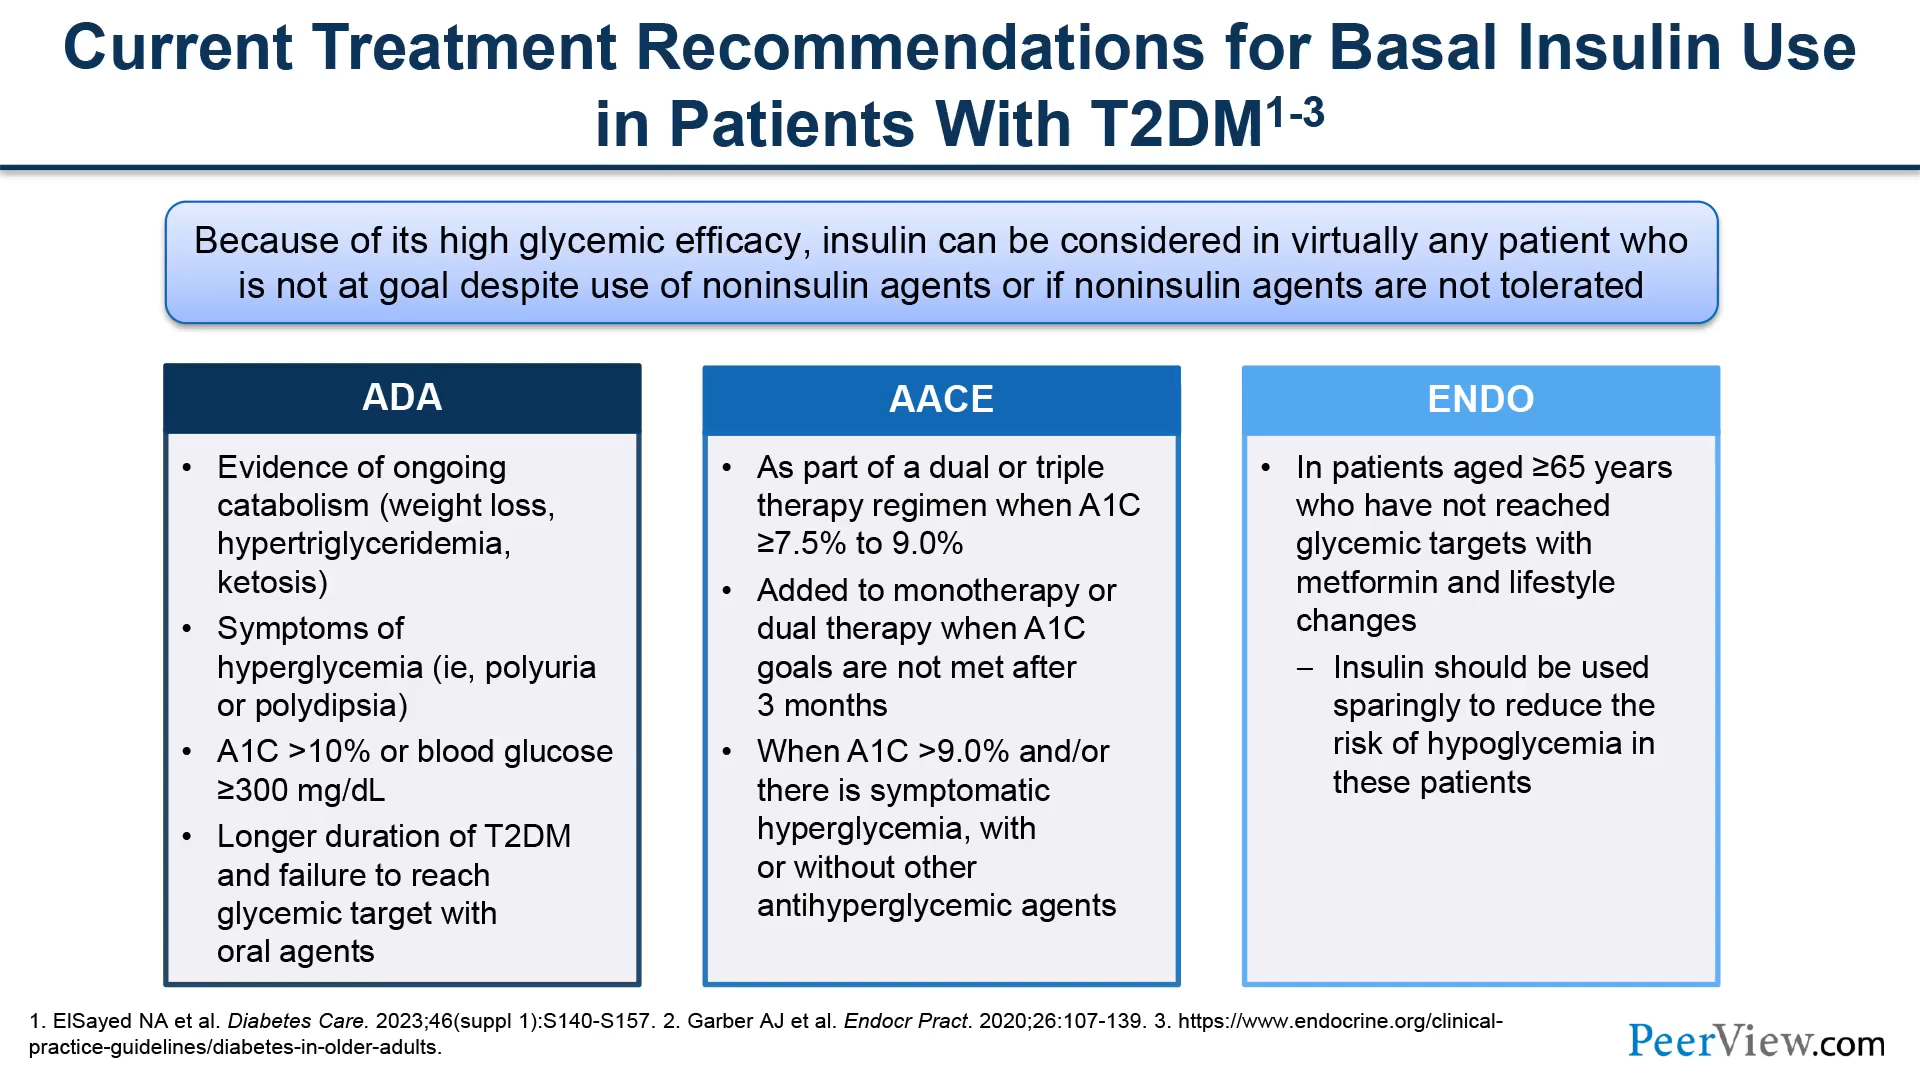 Current Treatment Recommendations for Basal Insulin Use
in Patients With T2DM1-3
Because of its high glycemic efficacy, insulin can be considered in virtually any patient who
is not at goal despite use of noninsulin agents or if noninsulin agents are not tolerated
ADA
• Evidence of ongoing
catabolism (weight loss,
hypertriglyceridemia,
ketosis)
• Symptoms of
hyperglycemia (ie, polyuria
or polydipsia)
• A1C >10% or blood glucose
≥300 mg/dL
• Longer duration of T2DM
and failure to reach
glycemic target with
oral agents
AACE
• As part of a dual or triple
therapy regimen when A1C
≥7.5% to 9.0%
• Added to monotherapy or
dual therapy when A1C
goals are not met after
3 months
• When A1C >9.0% and/or
there is symptomatic
hyperglycemia, with
or without other
antihyperglycemic agents
ENDO
• In patients aged ≥65 years
who have not reached
glycemic targets with
metformin and lifestyle
changes
– Insulin should be used
sparingly to reduce the
risk of hypoglycemia in
these patients
1. ElSayed NA et al. Diabetes Care. 2023;46(suppl 1):S140-S157. 2. Garber AJ et al. Endocr Pract. 2020;26:107-139. 3. https://www.endocrine.org/clinical-
practice-guidelines/diabetes-in-older-adults.
PeerView.com